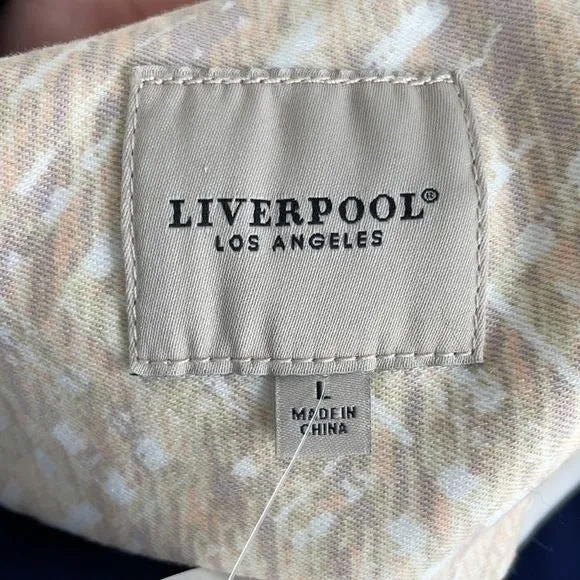 LIVERPOOL®
LOS ANGELES
L
MADE IN
CHINA